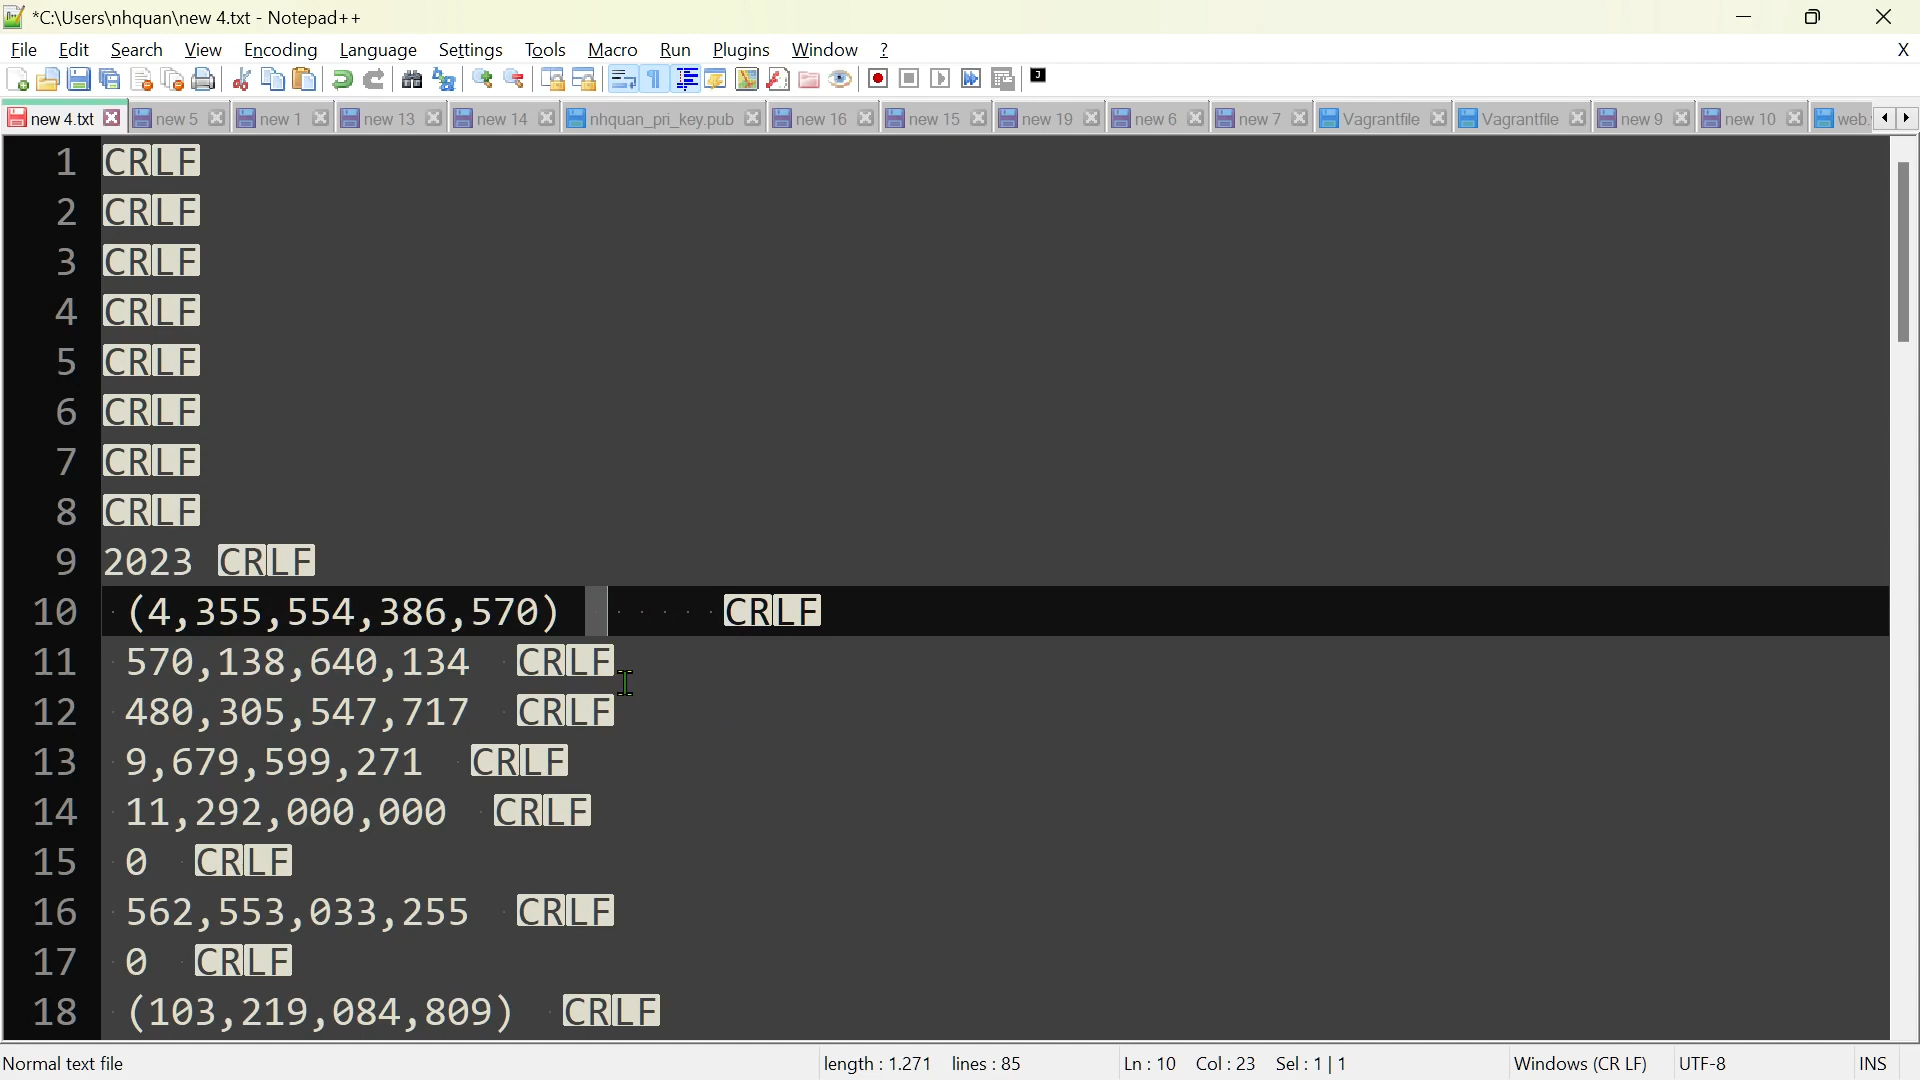 *C:\Users\nhquan\new 4.txt - Notepad++
File Edit Search View Encoding Language Settings Tools Macro Run Plugins Window ? X
new 4.txt new 5 new 1 new 13 new 14 nhquan_pri_key.pub new 16 new 15 new 19 new 6 new 7 Vagrantfile Vagrantfile new 9 new 10 web.
1 CRLF
2 CRLF
3 CRLF
4 CRLF
5 CRLF
6 CRLF
7 CRLF
8 CRLF
9 2023 CRLF
10 (4,355,554,386,570) CRLF
11 570,138,640,134 CRLF
12 480,305,547,717 CRLF
13 9,679,599,271 CRLF
14 11,292,000,000 CRLF
15 0 CRLF
16 562,553,033,255 CRLF
17 0 CRLF
18 (103,219,084,809) CRLF
Normal text file length : 1.271 lines : 85 Ln : 10 Col : 23 Sel : 1 | 1 Windows (CR LF) UTF-8 INS